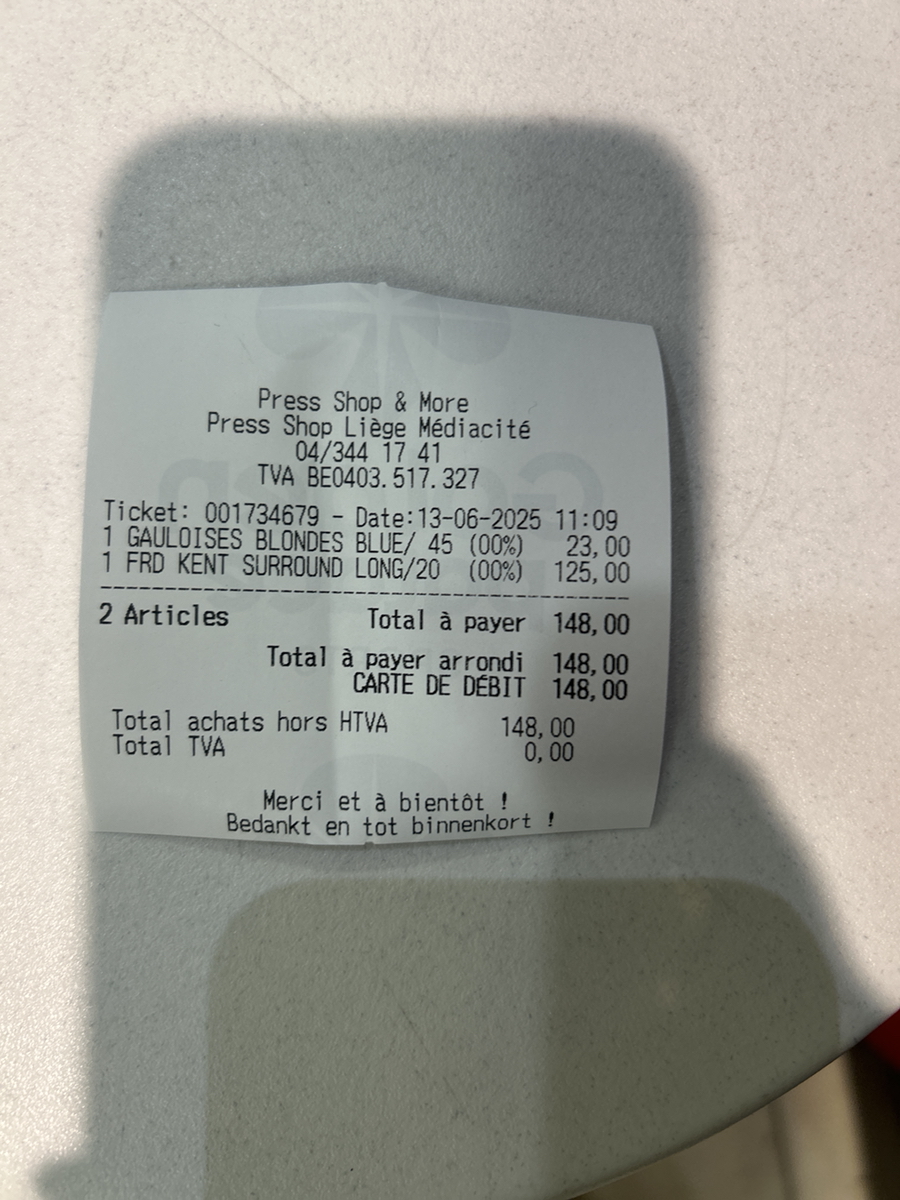 Press Shop & More
Press Shop Liège Médiacité
04/344 17 41
TVA BE0403.517.327
Ticket: 001734679 - Date:13-06-2025 11:09
1 GAULOISES BLONDES BLUE/ 45 (00%) 23,00
1 FRD KENT SURROUND LONG/20 (00%) 125,00
2 Articles Total à payer 148,00
Total à payer arrondi 148,00
CARTE DE DÉBIT 148,00
Total achats hors HTVA 148,00
Total TVA 0,00
Merci et à bientôt !
Bedankt en tot binnenkort !